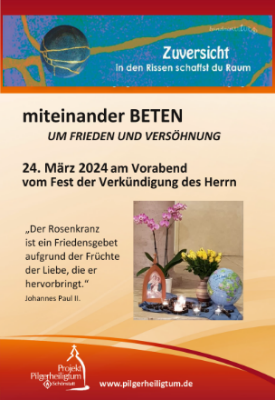 Zuversicht
in den Rissen schaffst du Raum
miteinander BETEN
UM FRIEDEN UND VERSÖHNUNG
24. März 2024 am Vorabend
vom Fest der Verkündigung des Herrn
„Der Rosenkranz
ist ein Friedensgebet
aufgrund der Früchte
der Liebe, die er
hervorbringt.“
Johannes Paul II.
Projekt
Pilgerheiligtum
Schönstatt
www.pilgerheiligtum.de